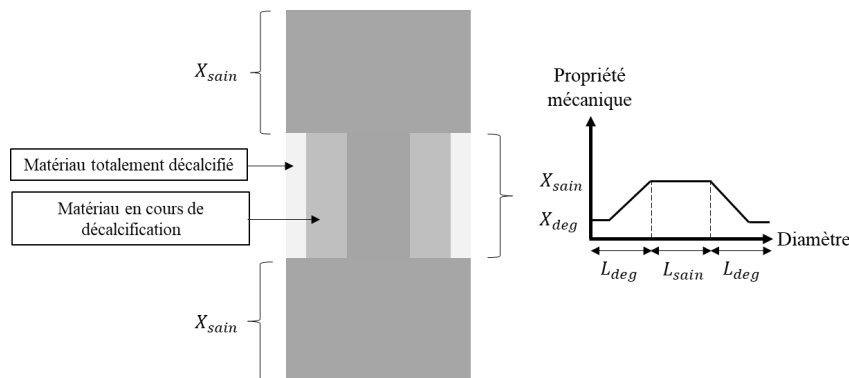 X_sain
Matériau totalement décalcifié
Matériau en cours de
décalcification
X_sain
Propriété
mécanique
X_sain
X_deg
Diamètre
L_deg L_sain L_deg